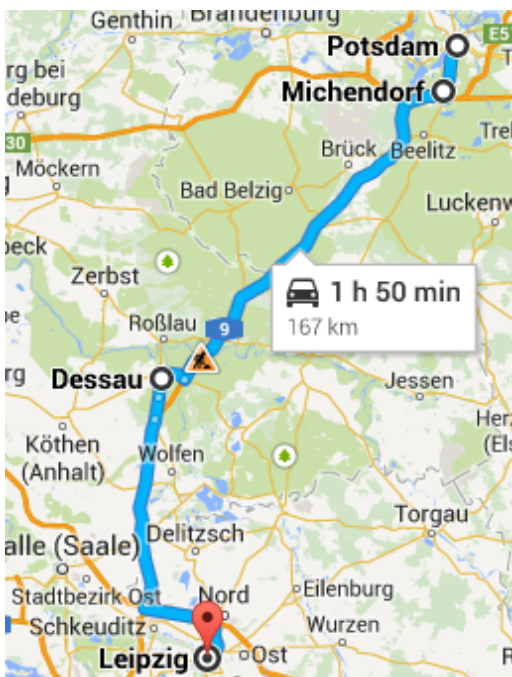 Genthin
Brandenburg
Potsdam
E5
rg bei
deburg
Michendorf
30
Brück
Beelitz
Möckern
Bad Belzig
Luckenw
eck
Zerbst
1 h 50 min
167 km
Roßlau
9
rg
Dessau
Jessen
Köthen
(Anhalt)
Wolfen
Herz
(Els
Torgau
alle (Saale)
Delitzsch
Stadtbezirk Ost
Nord
Eilenburg
Schkeuditz
Wurzen
Leipzig
Ost
R